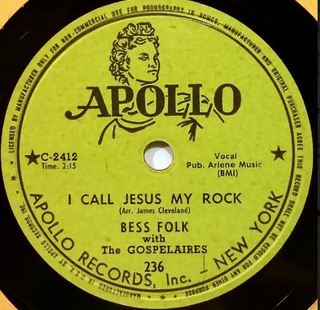 LICENSED BY MANUFACTURER ONLY FOR NON-COMMERCIAL USE FOR PHONOGRAPHS IN HOMES. MANUFACTURER AND ORIGINAL PURCHASER AGREE THIS RECORD SHALL NOT BE RESOLD OR USED FOR ANY OTHER PURPOSE
APOLLO
C-2412
Time. 2:15
Vocal
Pub. Arlene Music
(BMI)
I CALL JESUS MY ROCK
(Arr. James Cleveland)
BESS FOLK
with
The GOSPELAIRES
236
APOLLO RECORDS, Inc. – NEW YORK